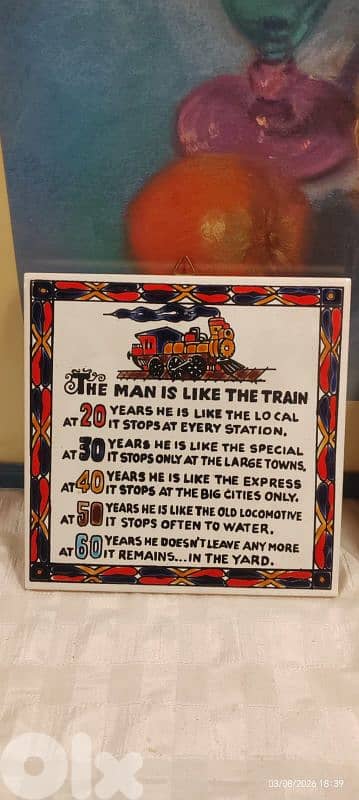 THE MAN IS LIKE THE TRAIN
AT 20 YEARS HE IS LIKE THE LOCAL
IT STOPS AT EYERY STATION.
AT 30 YEARS HE IS LIKE THE SPECIAL
IT STOPS ONLY AT THE LARGE TOWNS.
AT 40 YEARS HE IS LIKE THE EXPRESS
IT STOPS AT THE BIG CITIES ONLY.
AT 50 YEARS HE IS LIKE THE OLD LOCOMOTIVE
IT STOPS OFTEN TO WATER.
AT 60 YEARS HE DOESN'T LEAVE ANY MORE
IT REMAINS...IN THE YARD.
olx
03/08/2026 18:39